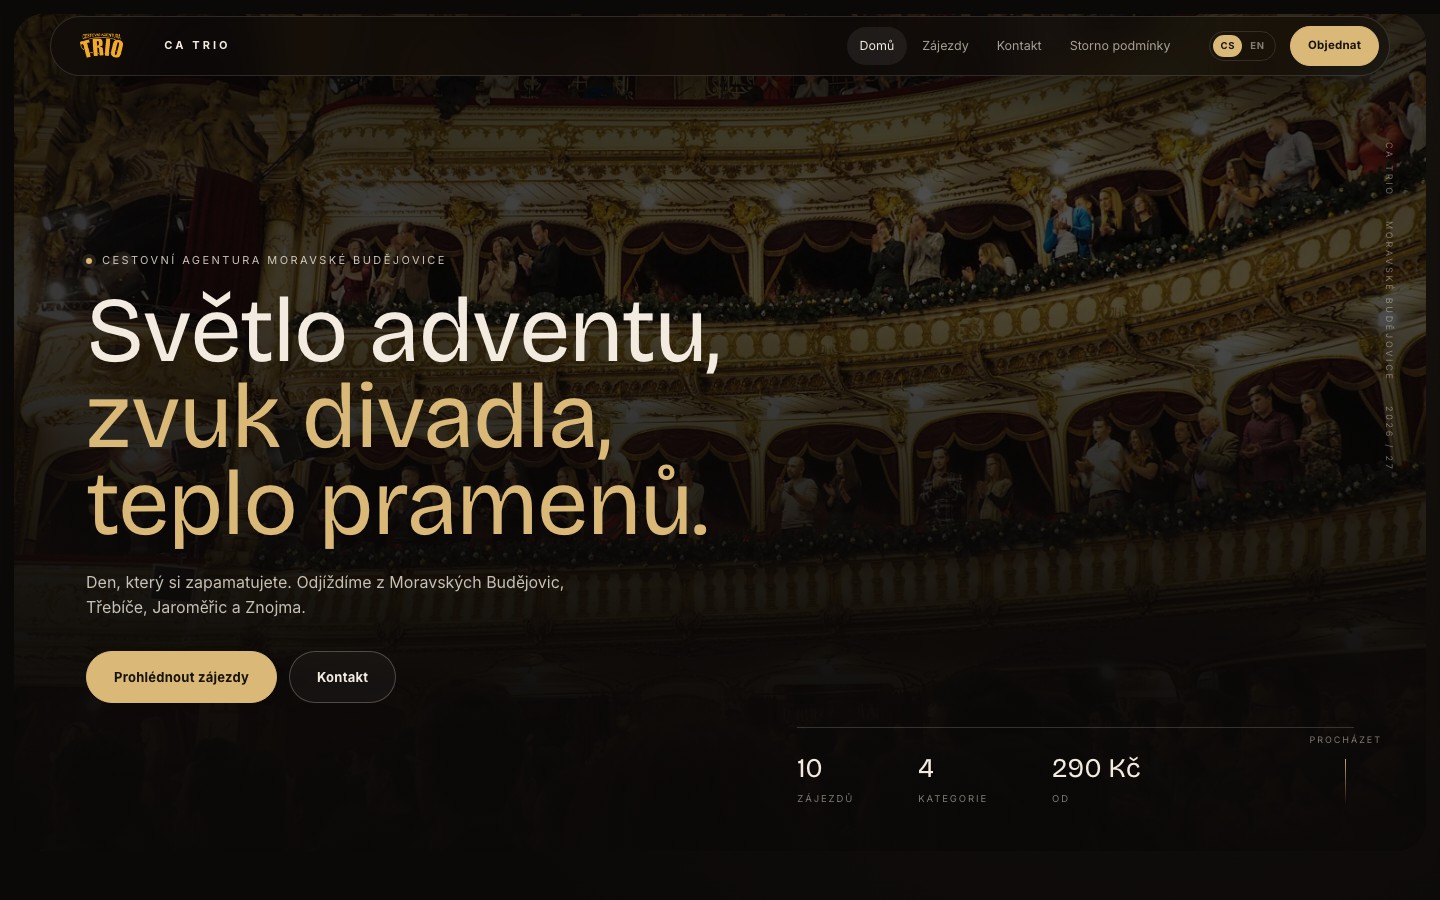 CESTOVNÍ AGENTURA
TRIO
CA TRIO
Domů
Zájezdy
Kontakt
Storno podmínky
CS
EN
Objednat
CA TRIO MORAVSKÉ BUDĚJOVICE 2026 / 27
CESTOVNÍ AGENTURA MORAVSKÉ BUDĚJOVICE
Světlo adventu,
zvuk divadla,
teplo pramenů.
Den, který si zapamatujete. Odjíždíme z Moravských Budějovic,
Třebíče, Jaroměřic a Znojma.
Prohlédnout zájezdy
Kontakt
PROCHÁZET
10
ZÁJEZDŮ
4
KATEGORIE
290 Kč
OD